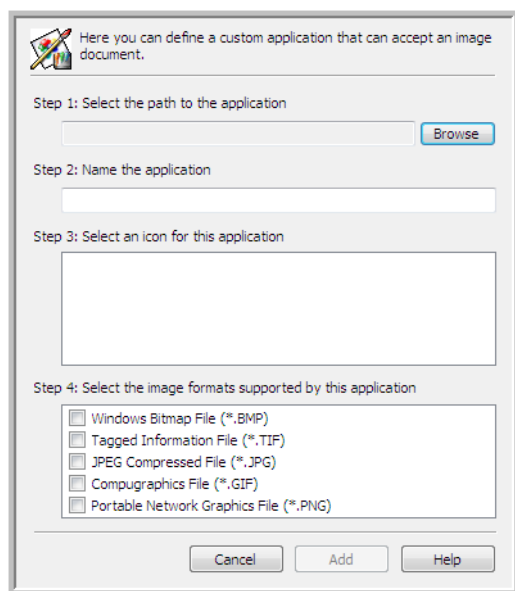 Here you can define a custom application that can accept an image
document.
Step 1: Select the path to the application
Browse
Step 2: Name the application
Step 3: Select an icon for this application
Step 4: Select the image formats supported by this application
Windows Bitmap File (*.BMP)
Tagged Information File (*.TIF)
JPEG Compressed File (*.JPG)
Compugraphics File (*.GIF)
Portable Network Graphics File (*.PNG)
Cancel Add Help